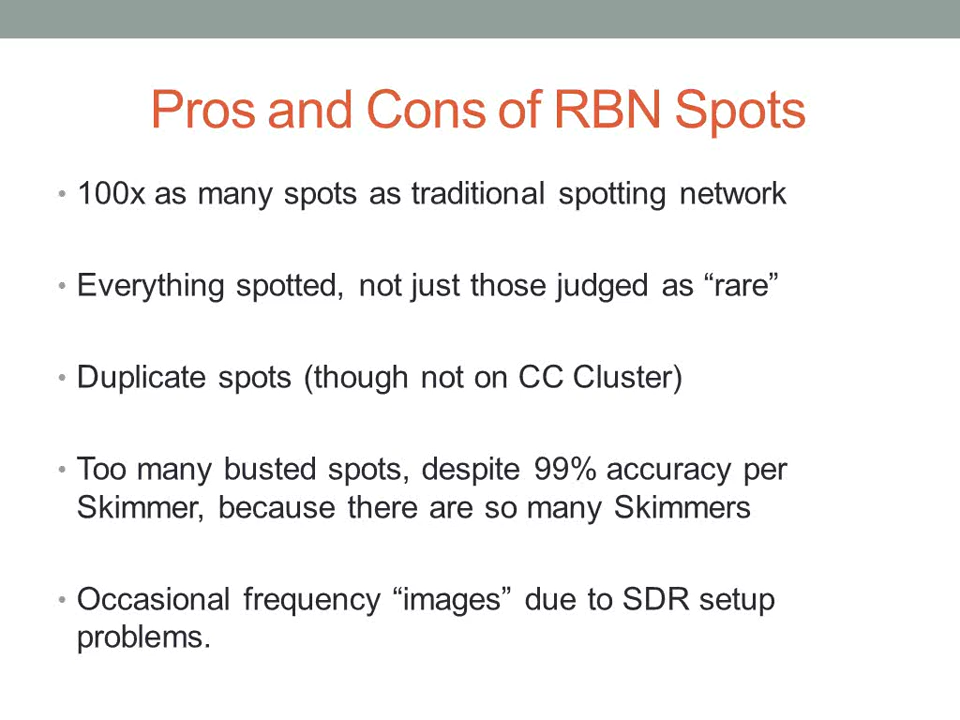 Pros and Cons of RBN Spots
• 100x as many spots as traditional spotting network
• Everything spotted, not just those judged as “rare”
• Duplicate spots (though not on CC Cluster)
• Too many busted spots, despite 99% accuracy per
Skimmer, because there are so many Skimmers
• Occasional frequency “images” due to SDR setup
problems.